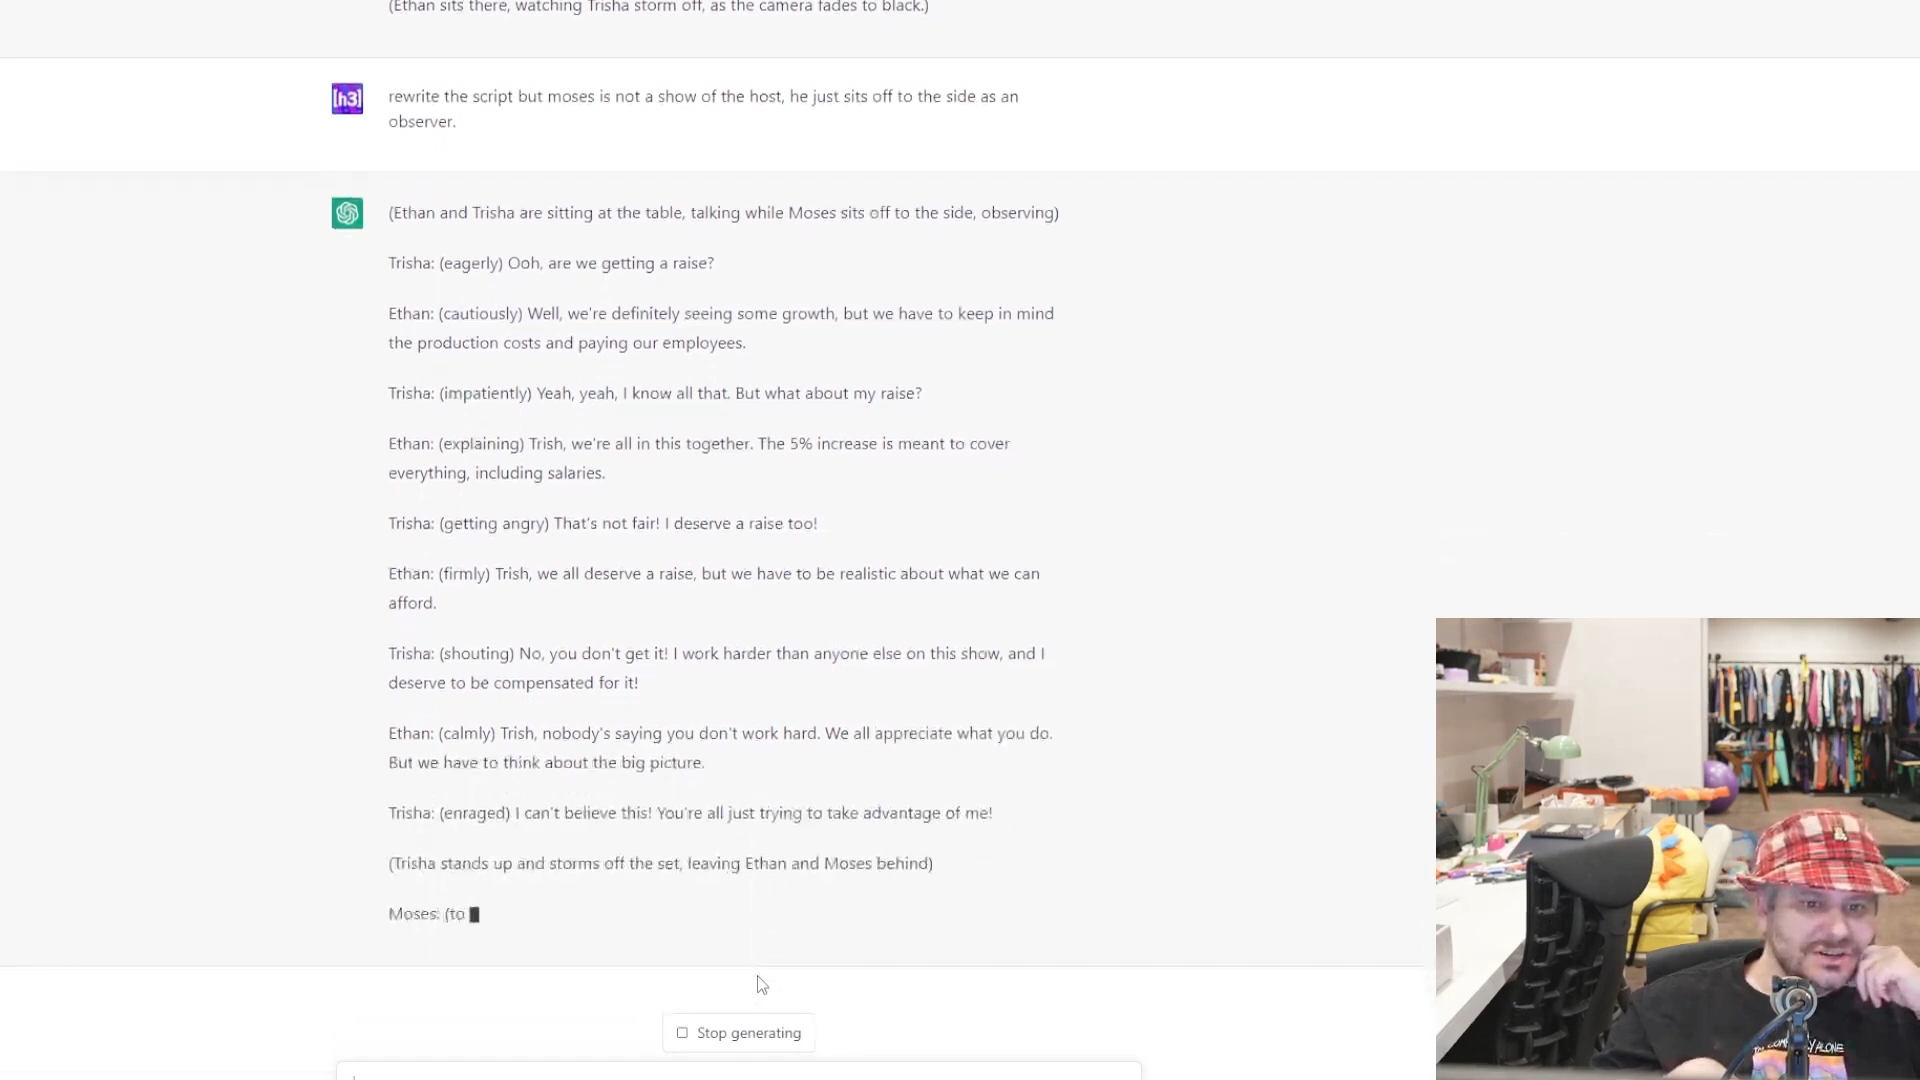 (Ethan sits there, watching Trisha storm off, as the camera fades to black.)
[h3]
rewrite the script but moses is not a show of the host, he just sits off to the side as an
observer.
(Ethan and Trisha are sitting at the table, talking while Moses sits off to the side, observing)
Trisha: (eagerly) Ooh, are we getting a raise?
Ethan: (cautiously) Well, we're definitely seeing some growth, but we have to keep in mind
the production costs and paying our employees.
Trisha: (impatiently) Yeah, yeah, I know all that. But what about my raise?
Ethan: (explaining) Trish, we're all in this together. The 5% increase is meant to cover
everything, including salaries.
Trisha: (getting angry) That's not fair! I deserve a raise too!
Ethan: (firmly) Trish, we all deserve a raise, but we have to be realistic about what we can
afford.
Trisha: (shouting) No, you don't get it! I work harder than anyone else on this show, and I
deserve to be compensated for it!
Ethan: (calmly) Trish, nobody's saying you don't work hard. We all appreciate what you do.
But we have to think about the big picture.
Trisha: (enraged) I can't believe this! You're all just trying to take advantage of me!
(Trisha stands up and storms off the set, leaving Ethan and Moses behind)
Moses: (to
Stop generating
ALONE